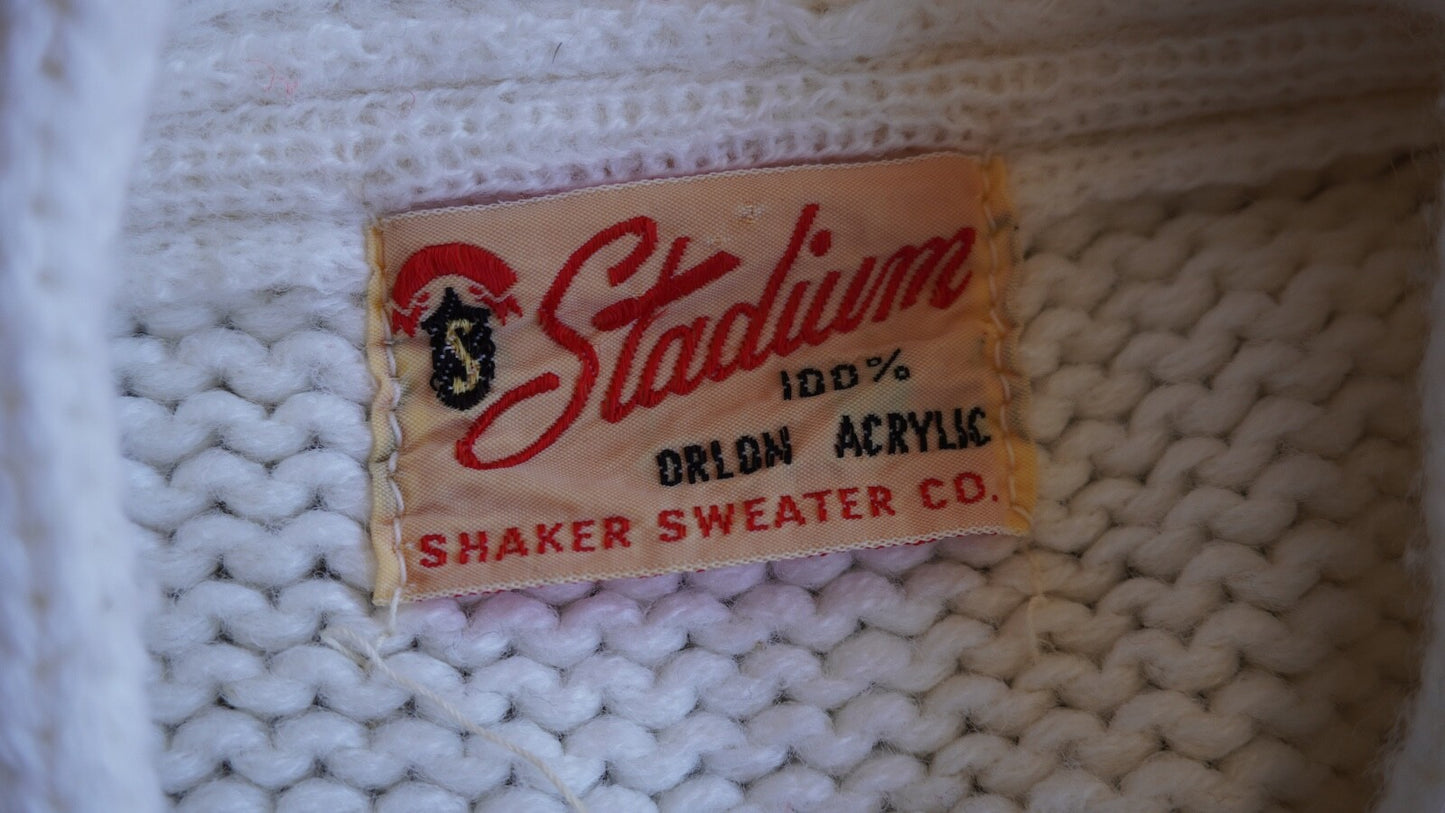 S
Stadium
100%
ORLON ACRYLIC
SHAKER SWEATER CO.